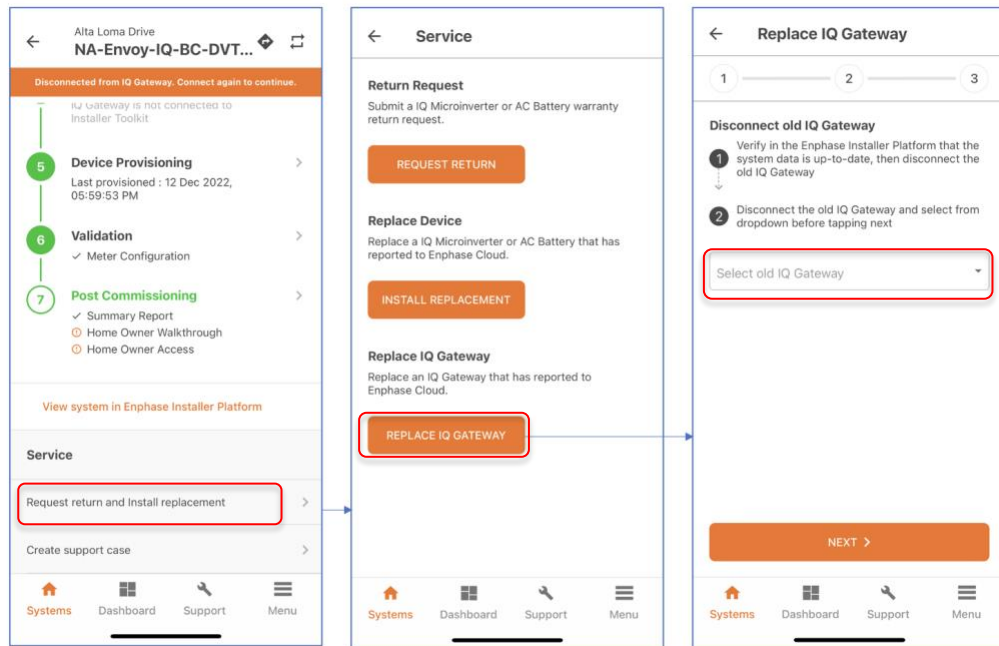 Alta Loma Drive
NA-Envoy-IQ-BC-DVT...
Disconnected from IQ Gateway. Connect again to continue.
IQ Gateway is not connected to
Installer Toolkit
5
Device Provisioning
Last provisioned : 12 Dec 2022,
05:59:53 PM
6
Validation
✓ Meter Configuration
7
Post Commissioning
✓ Summary Report
Home Owner Walkthrough
Home Owner Access
View system in Enphase Installer Platform
Service
Request return and Install replacement
Create support case
Systems Dashboard Support Menu
Service
Return Request
Submit a IQ Microinverter or AC Battery warranty
return request.
REQUEST RETURN
Replace Device
Replace a IQ Microinverter or AC Battery that has
reported to Enphase Cloud.
INSTALL REPLACEMENT
Replace IQ Gateway
Replace an IQ Gateway that has reported to
Enphase Cloud.
REPLACE IQ GATEWAY
Systems Dashboard Support Menu
Replace IQ Gateway
1 2 3
Disconnect old IQ Gateway
1 Verify in the Enphase Installer Platform that the
system data is up-to-date, then disconnect the
old IQ Gateway
2 Disconnect the old IQ Gateway and select from
dropdown before tapping next
Select old IQ Gateway
NEXT >
Systems Dashboard Support Menu